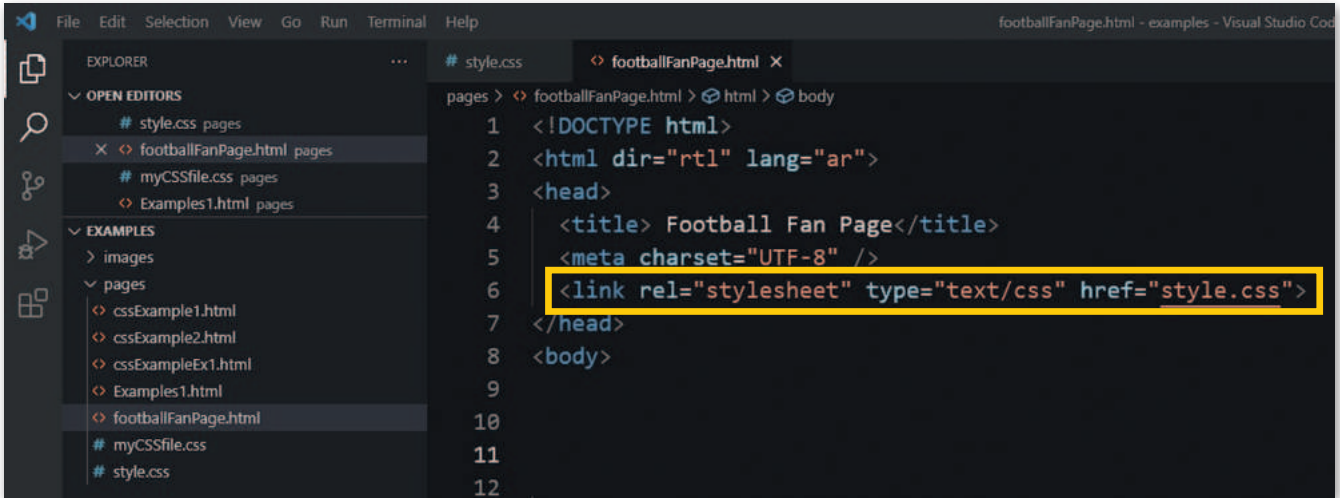 File Edit Selection View Go Run Terminal Help footballFanPage.html - examples - Visual Studio Cod
EXPLORER ...
OPEN EDITORS
# style.css pages
× <> footballFanPage.html pages
# myCSSfile.css pages
<> Examples1.html pages
EXAMPLES
> images
pages
<> cssExample1.html
<> cssExample2.html
<> cssExampleEx1.html
<> Examples1.html
<> footballFanPage.html
# myCSSfile.css
# style.css
# style.css <> footballFanPage.html ×
pages > <> footballFanPage.html > html > body
1 <!DOCTYPE html>
2 <html dir="rtl" lang="ar">
3 <head>
4 <title> Football Fan Page</title>
5 <meta charset="UTF-8" />
6 <link rel="stylesheet" type="text/css" href="style.css">
7 </head>
8 <body>
9
10
11
12